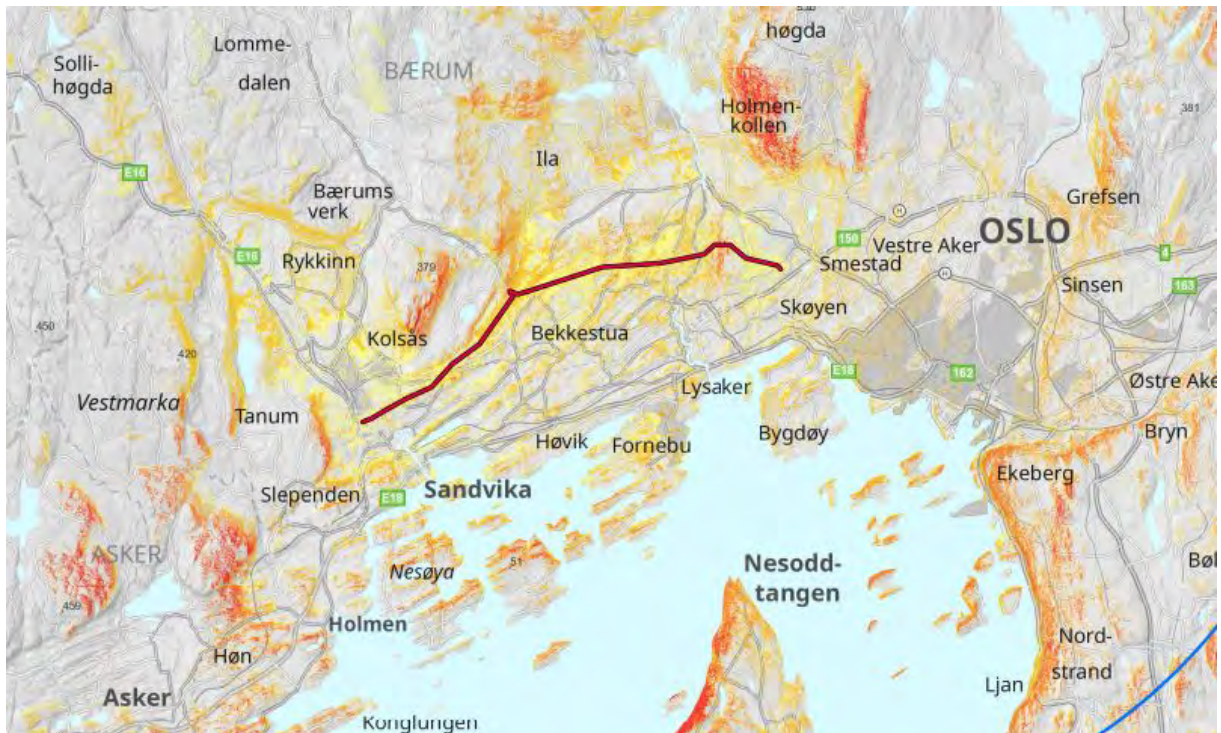 høgda
Lomme-
dalen
Solli-
høgda
BÆRUM
Holmen-
kollen
381
Ila
E16
Bærums
verk
Grefsen
OSLO
150
Vestre Aker
4
E16
Rykkinn
379
Smestad
Sinsen
163
Skøyen
450
Kolsås
Bekkestua
420
E18
162
Lysaker
Østre Ake
Vestmarka
Tanum
Høvik
Fornebu
Bygdøy
Bryn
Ekeberg
Slependen
E18
Sandvika
ASKER
Nesøya
51
Nesodd-
tangen
Bøl
459
Holmen
Nord-
strand
Høn
Ljan
Asker
Konglungen